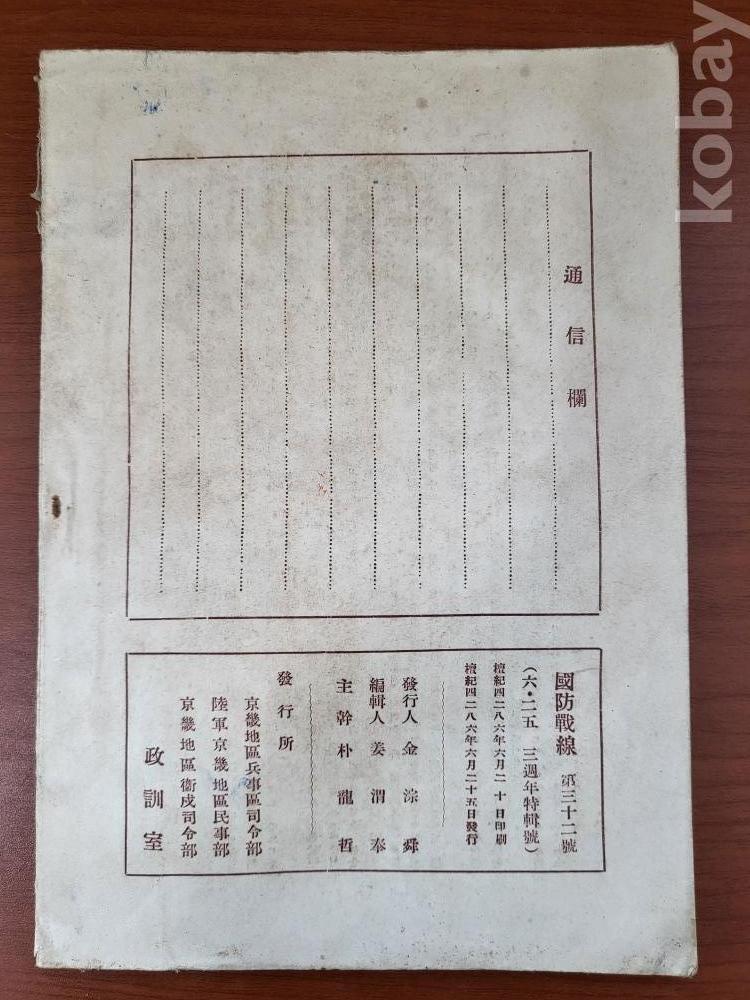 kobay
通信欄
國防戰線 第三十二號
(六·二五 三週年特輯號)
檀紀四二八六年六月二十日印刷
檀紀四二八六年六月二十五日發行
發行人 金淙舜
編輯人 姜渭奉
主幹 朴龍哲
發行所
京畿地區兵事區司令部
陸軍京畿地區民事部
京畿地區衞戍司令部
政訓室